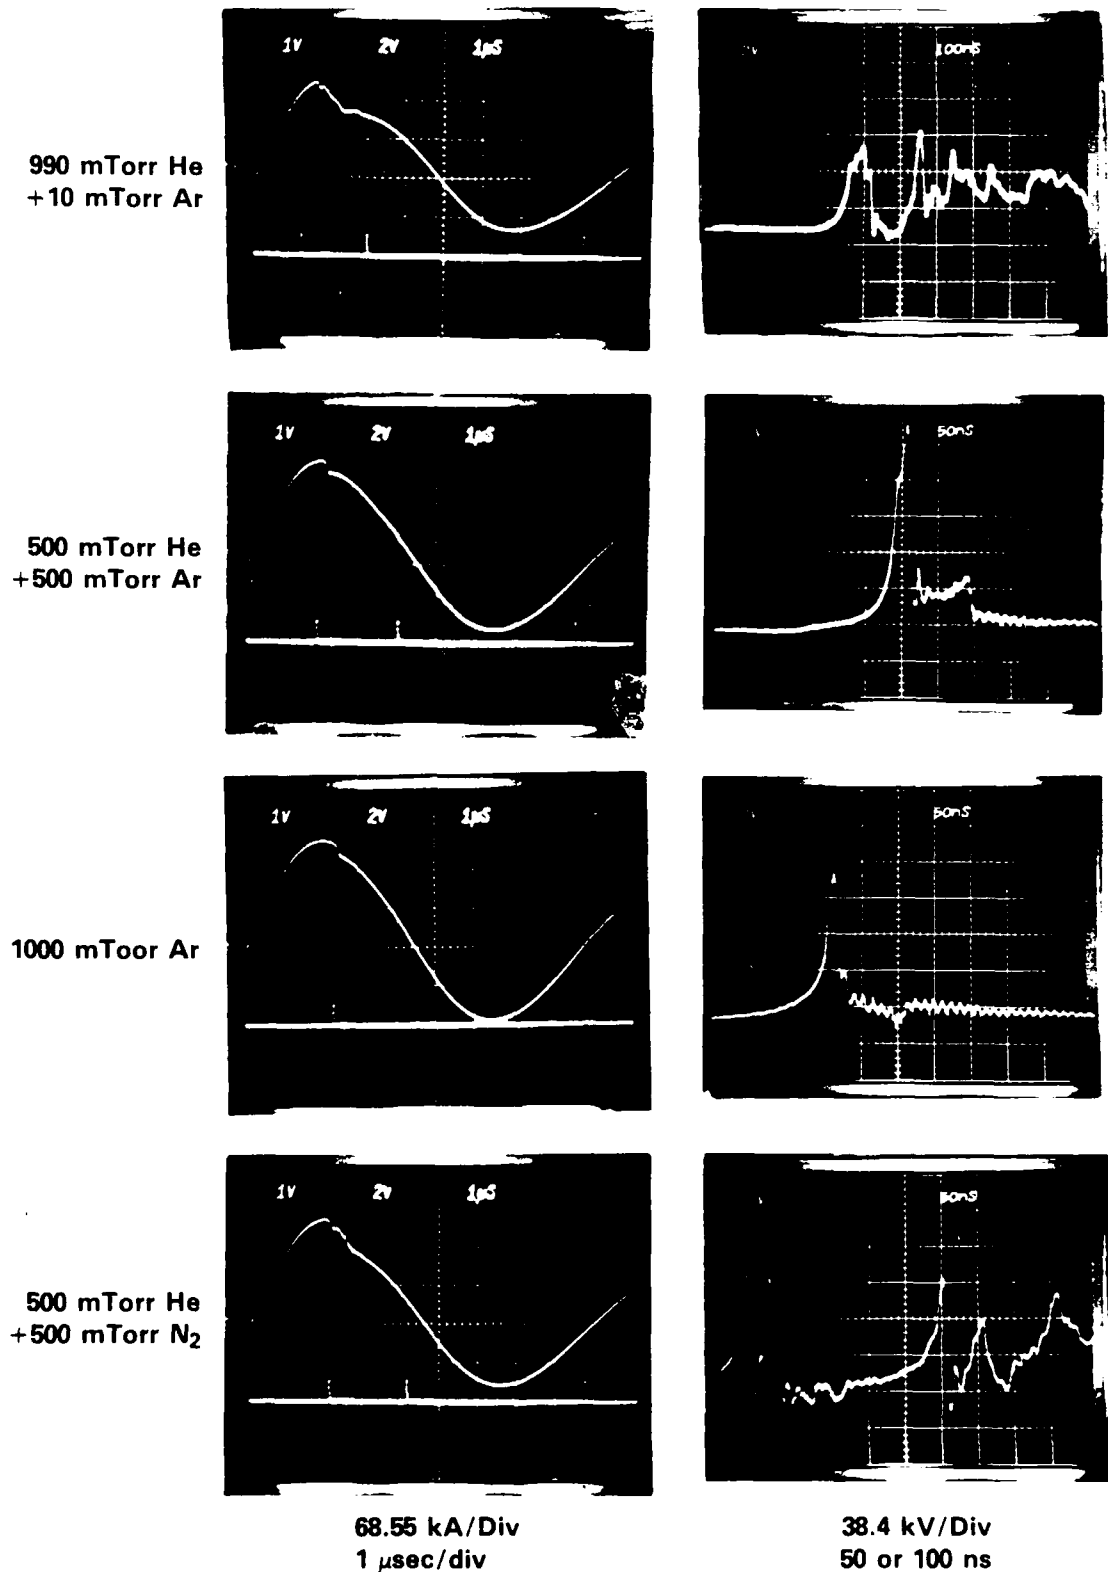 1V 2V 1µS
100nS
990 mTorr He
+10 mTorr Ar
1V 2V 1µS
50nS
500 mTorr He
+500 mTorr Ar
1V 2V 1µS
50nS
1000 mToor Ar
1V 2V 1µS
50nS
500 mTorr He
+500 mTorr N₂
68.55 kA/Div
1 µsec/div
38.4 kV/Div
50 or 100 ns